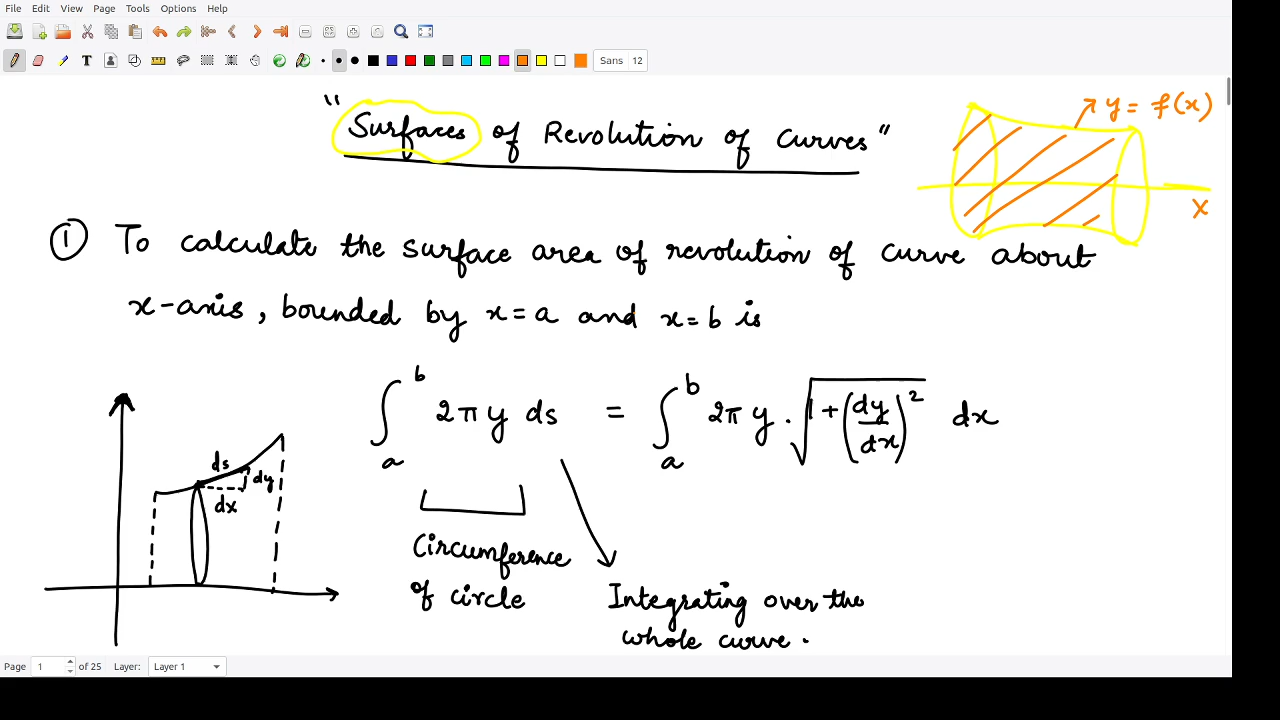 File Edit View Page Tools Options Help
Sans 12
"Surfaces of Revolution of Curves"
y = f(x)
x
① To calculate the surface area of revolution of curve about
x-axis, bounded by x=a and x=b is
∫_a^b 2π y ds = ∫_a^b 2π y . √(1+(dy/dx)^2) dx
ds
dy
dx
Circumference
of circle
Integrating over the
whole curve.
Page 1 of 25 Layer: Layer 1